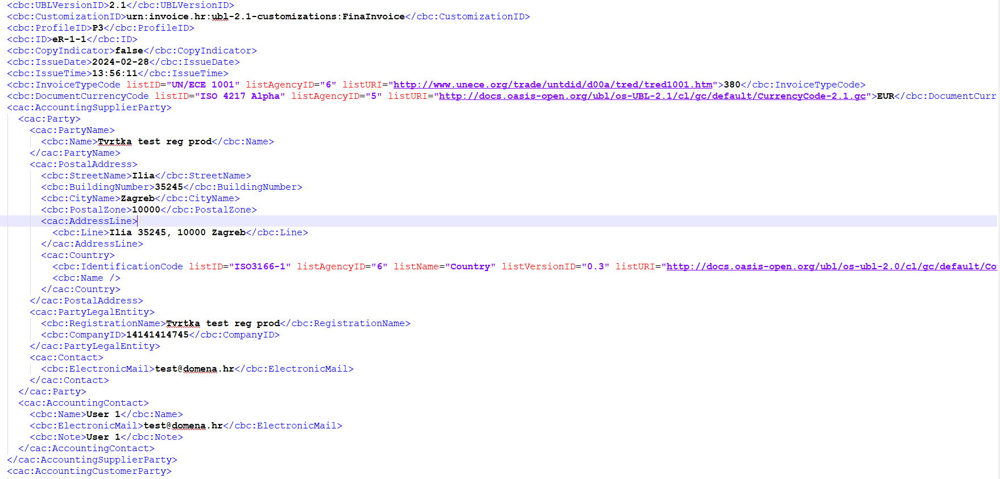 <cbc:UBLVersionID>2.1</cbc:UBLVersionID>
<cbc:CustomizationID>urn:invoice.hr:ubl-2.1-customizations:FinaInvoice</cbc:CustomizationID>
<cbc:ProfileID>P3</cbc:ProfileID>
<cbc:ID>eR-1-1</cbc:ID>
<cbc:CopyIndicator>false</cbc:CopyIndicator>
<cbc:IssueDate>2024-02-28</cbc:IssueDate>
<cbc:IssueTime>13:56:11</cbc:IssueTime>
<cbc:InvoiceTypeCode listID="UN/ECE 1001" listAgencyID="6" listURI="http://www.unece.org/trade/untdid/d00a/tred/tred1001.htm">380</cbc:InvoiceTypeCode>
<cbc:DocumentCurrencyCode listID="ISO 4217 Alpha" listAgencyID="5" listURI="http://docs.oasis-open.org/ubl/os-UBL-2.1/cl/gc/default/CurrencyCode-2.1.gc">EUR</cbc:DocumentCurr
<cac:AccountingSupplierParty>
<cac:Party>
<cac:PartyName>
<cbc:Name>Tvrtka test reg prod</cbc:Name>
</cac:PartyName>
<cac:PostalAddress>
<cbc:StreetName>Ilia</cbc:StreetName>
<cbc:BuildingNumber>35245</cbc:BuildingNumber>
<cbc:CityName>Zagreb</cbc:CityName>
<cbc:PostalZone>10000</cbc:PostalZone>
<cac:AddressLine>
<cbc:Line>Ilia 35245, 10000 Zagreb</cbc:Line>
</cac:AddressLine>
<cac:Country>
<cbc:IdentificationCode listID="ISO3166-1" listAgencyID="6" listName="Country" listVersionID="0.3" listURI="http://docs.oasis-open.org/ubl/os-ubl-2.0/cl/gc/default/Co
<cbc:Name />
</cac:Country>
</cac:PostalAddress>
<cac:PartyLegalEntity>
<cbc:RegistrationName>Tvrtka test reg prod</cbc:RegistrationName>
<cbc:CompanyID>14141414745</cbc:CompanyID>
</cac:PartyLegalEntity>
<cac:Contact>
<cbc:ElectronicMail>test@domena.hr</cbc:ElectronicMail>
</cac:Contact>
</cac:Party>
<cac:AccountingContact>
<cbc:Name>User 1</cbc:Name>
<cbc:ElectronicMail>test@domena.hr</cbc:ElectronicMail>
<cbc:Note>User 1</cbc:Note>
</cac:AccountingContact>
</cac:AccountingSupplierParty>
<cac:AccountingCustomerParty>